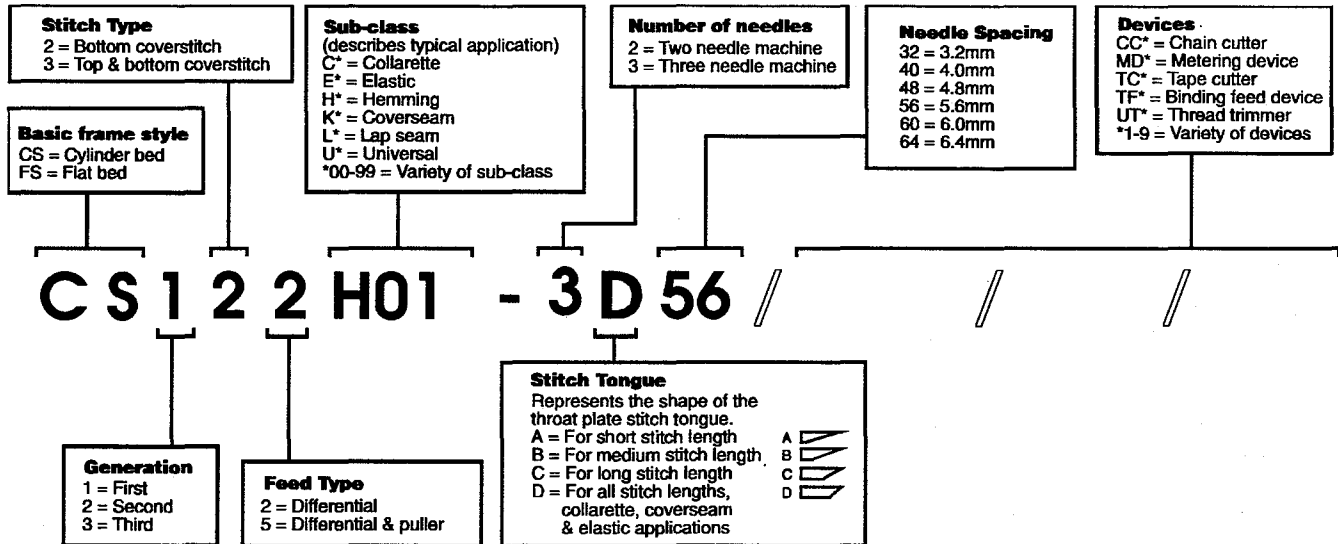 Stitch Type
2 = Bottom coverstitch
3 = Top & bottom coverstitch
Basic frame style
CS = Cylinder bed
FS = Flat bed
Sub-class
(describes typical application)
C* = Collarette
E* = Elastic
H* = Hemming
K* = Coverseam
L* = Lap seam
U* = Universal
*00-99 = Variety of sub-class
Number of needles
2 = Two needle machine
3 = Three needle machine
Needle Spacing
32 = 3.2mm
40 = 4.0mm
48 = 4.8mm
56 = 5.6mm
60 = 6.0mm
64 = 6.4mm
Devices
CC* = Chain cutter
MD* = Metering device
TC* = Tape cutter
TF* = Binding feed device
UT* = Thread trimmer
*1-9 = Variety of devices
CS122H01 - 3D56/ / /
Generation
1 = First
2 = Second
3 = Third
Feed Type
2 = Differential
5 = Differential & puller
Stitch Tongue
Represents the shape of the
throat plate stitch tongue.
A = For short stitch length A
B = For medium stitch length B
C = For long stitch length C
D = For all stitch lengths, D
collarette, coverseam
& elastic applications